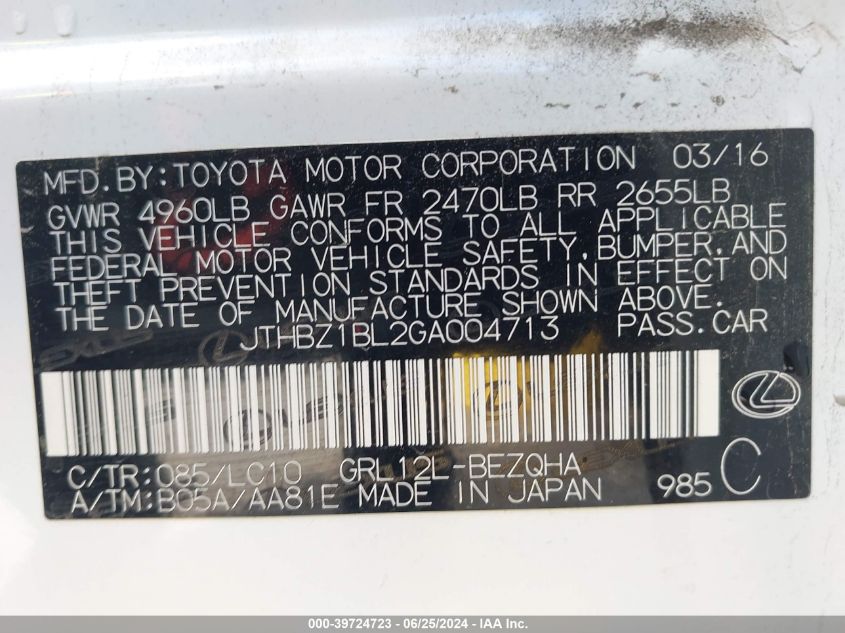 MFD.BY:TOYOTA MOTOR CORPORATION 03/16
GVWR 4960LB GAWR FR 2470LB RR 2655LB
THIS VEHICLE CONFORMS TO ALL APPLICABLE
FEDERAL MOTOR VEHICLE SAFETY,BUMPER,AND
THEFT PREVENTION STANDARDS IN EFFECT ON
THE DATE OF MANUFACTURE SHOWN ABOVE.
JTHBZ1BL2GA004713 PASS.CAR
C/TR:085/LC10 GRL12L-BEZQHA
A/TM:B05A/AA81E MADE IN JAPAN 985 C
000-39724723 - 06/25/2024 - IAA Inc.